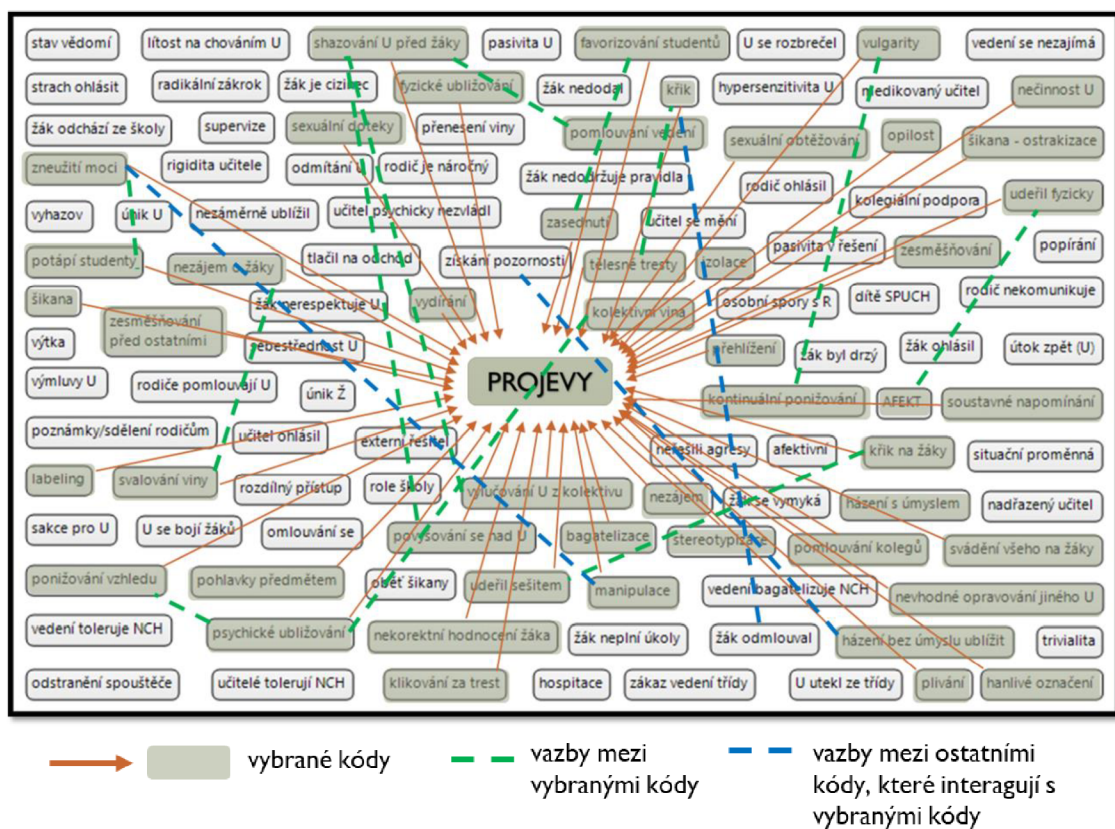 stav vědomí
lítost na chováním U
shazování U před žáky
pasivita U
favorizování studentů
U se rozbrečel
vulgarity
vedení se nezajímá
strach ohlásit
radikální zákrok
žák je cizinec
fyzické ubližování
žák nedodal
křik
hypersenzitivita U
medikovaný učitel
nečinnost U
žák odchází ze školy
supervize
sexuální doteky
přenesení viny
pomlouvání vedení
sexuální obtěžování
opilost
šikana - ostrakizace
zneužití moci
rigidita učitele
odmítání U
rodič je náročný
žák nedodržuje pravidla
rodič ohlásil
kolegiální podpora
udeřil fyzicky
vyhazov
únik U
nezáměrně ublížil
učitel psychicky nezvládl
zasednutí
učitel se mění
pasivita v řešení
zesměšňování
popírání
potápí studenty_
nezájem o žáky
tlačil na odchod
získání pozornosti
tělesné tresty
izolace
rodič nekomunikuje
šikana
zesměšňování
před ostatními
žák nerespektuje U
vydírání
kolektivní vina
osobní spory s R
dítě SPUCH
výtka
sebestřednost U
přehlížení
žák byl drzý
žák ohlásil
útok zpět (U)
výmluvy U
rodiče pomlouvají U
únik Ž
PROJEVY
kontinuální ponižování
AFEKT
soustavné napomínání
poznámky/sdělení rodičům
učitel ohlásil
externí řešitel
neřešili agresy
afektivní
křik na žáky
situační proměnná
labeling
svalování viny
rozdílný přístup
role školy
vylučování U z kolektivu
nezájem
žák se vymyká
házení s úmyslem
nadřazený učitel
sakce pro U
U se bojí žáků
omlouvání se
povyšování se nad U
bagatelizace
stereotypizace
pomlouvání kolegů
svádění všeho na žáky
ponižování vzhledu
pohlavky předmětem
oběť šikany
udeřil sešitem
manipulace
vedení bagatelizuje NCH
nevhodné opravování jiného U
vedení toleruje NCH
psychické ubližování
nekorektní hodnocení žáka
žák neplní úkoly
žák odmlouval
házení bez úmyslu ublížit
trivialita
odstranění spouštěče
učitelé tolerují NCH
klikování za trest
hospitace
zákaz vedení třídy
U utekl ze třídy
plivání
hanlivé označení
vybrané kódy
vazby mezi
vybranými kódy
vazby mezi ostatními
kódy, které interagují s
vybranými kódy